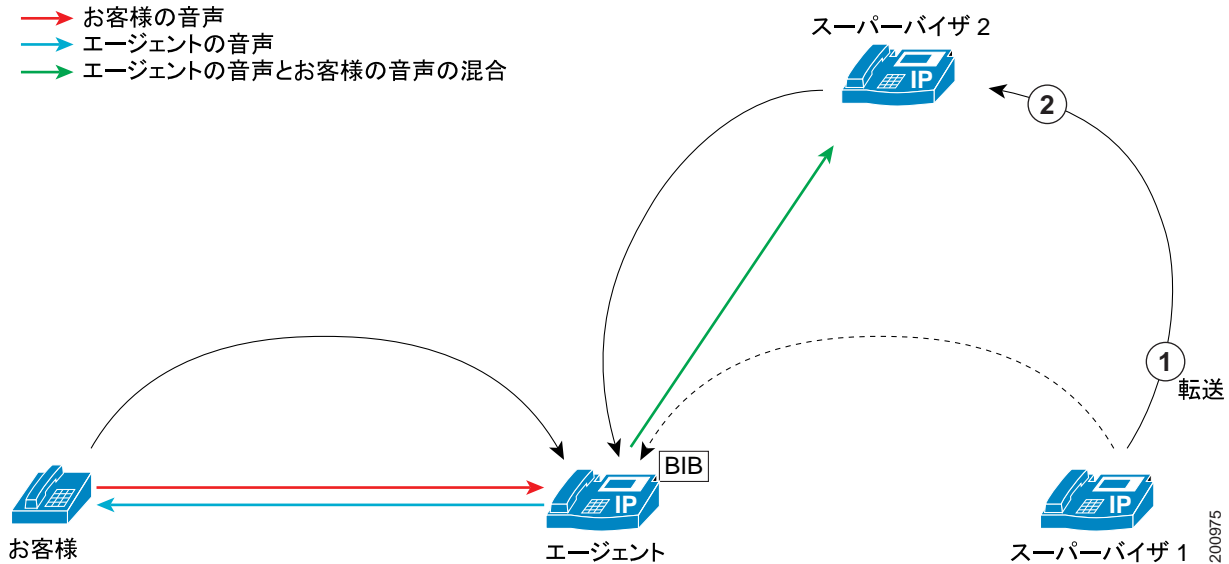 お客様の音声
エージェントの音声
エージェントの音声とお客様の音声の混合
スーパーバイザ 2
IP
2
1
転送
BIB
IP
IP
お客様
エージェント
スーパーバイザ 1
200975